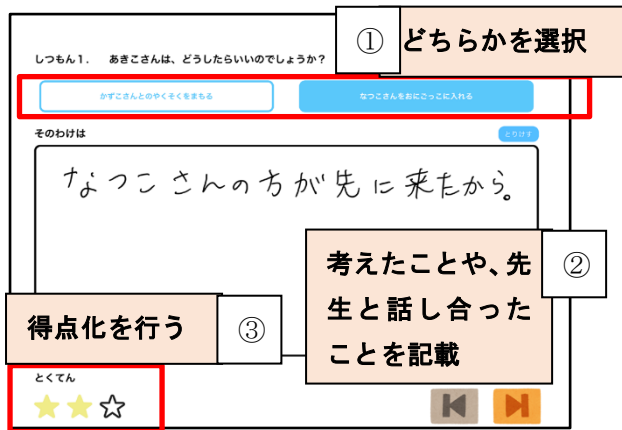 ① どちらかを選択
しつもん1. あきこさんは、どうしたらいいのでしょうか？
かずこさんとのやくそくをまもる
なつこさんをおにごっこに入れる
そのわけは
とりけす
なつこさんの方が先に来たから。
考えたことや、先
生と話し合った
ことを記載
②
得点化を行う ③
とくてん